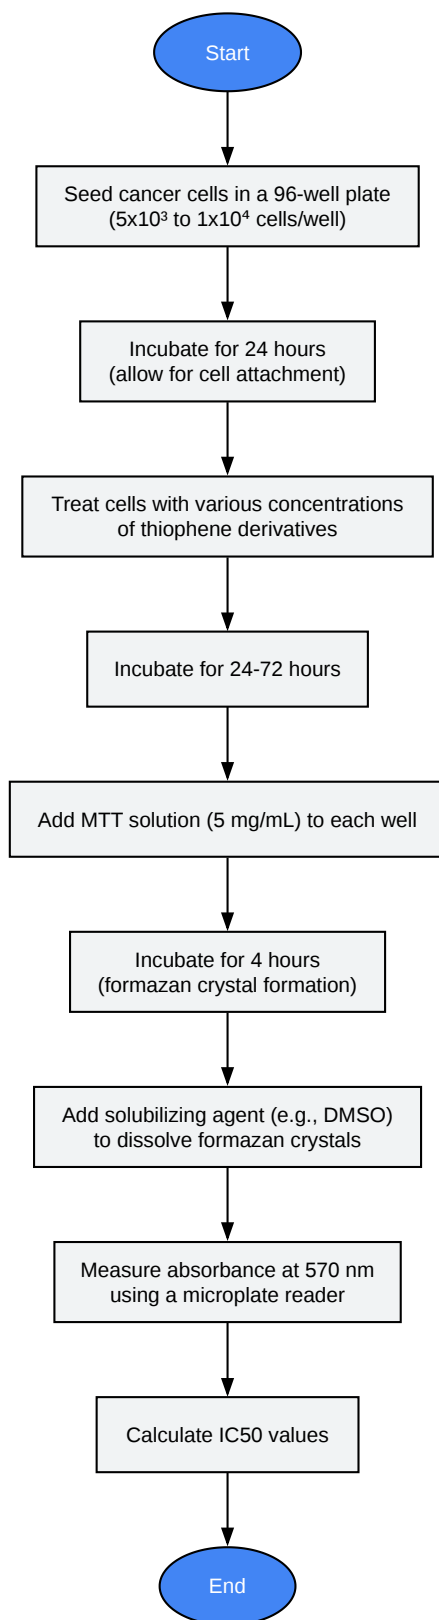 Start
Seed cancer cells in a 96-well plate
(5x10³ to 1x10⁴ cells/well)
Incubate for 24 hours
(allow for cell attachment)
Treat cells with various concentrations
of thiophene derivatives
Incubate for 24-72 hours
Add MTT solution (5 mg/mL) to each well
Incubate for 4 hours
(formazan crystal formation)
Add solubilizing agent (e.g., DMSO)
to dissolve formazan crystals
Measure absorbance at 570 nm
using a microplate reader
Calculate IC50 values
End